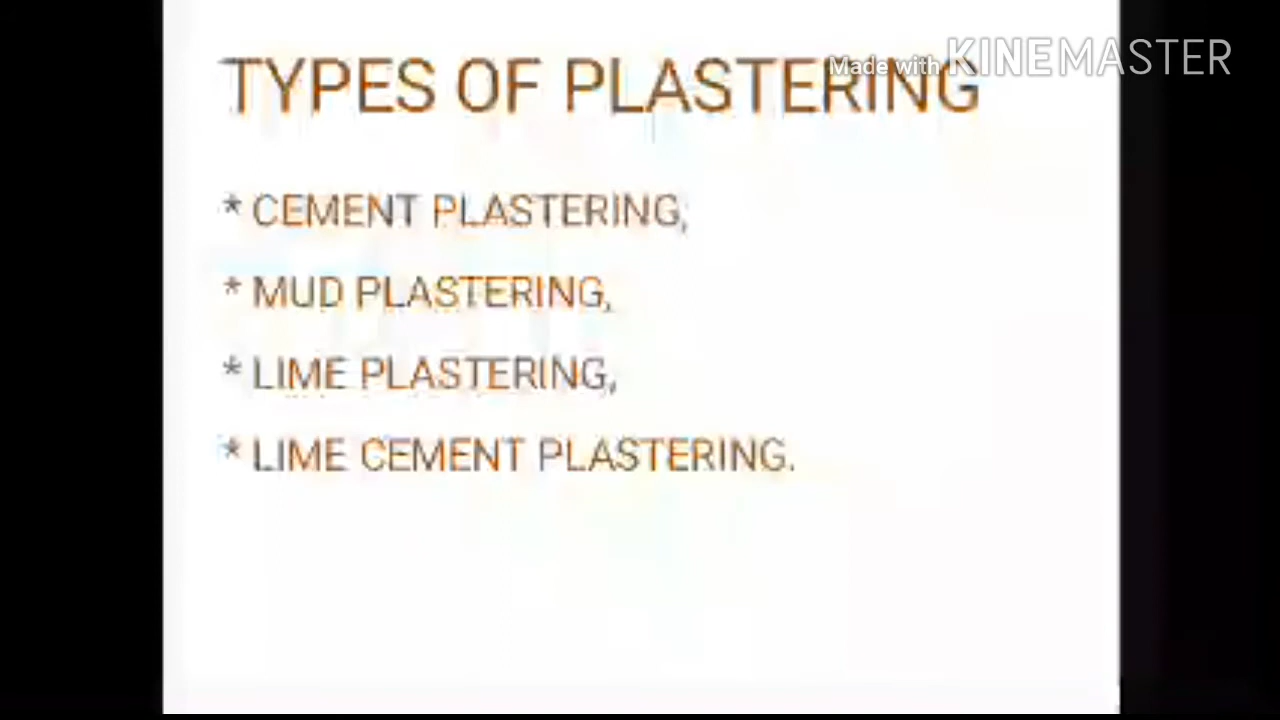 Made with KINEMASTER
TYPES OF PLASTERING
* CEMENT PLASTERING,
* MUD PLASTERING,
* LIME PLASTERING,
* LIME CEMENT PLASTERING.